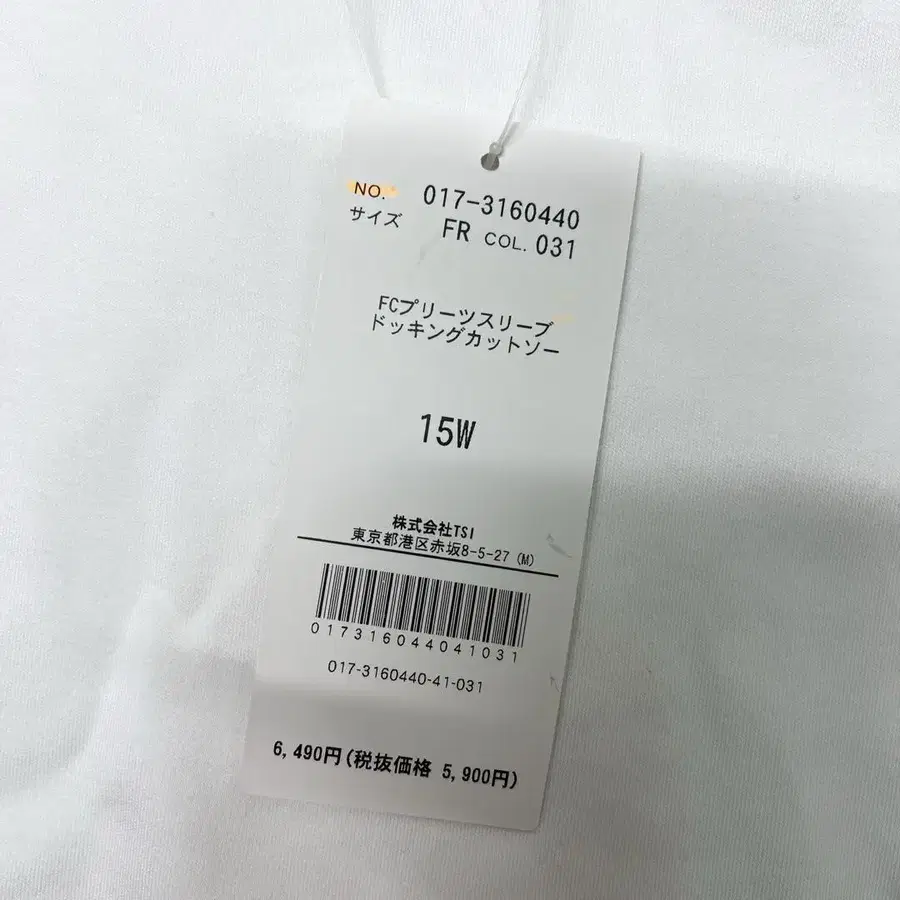 NO. 017-3160440
サイズ FR COL. 031
FCプリーツスリーブ
ドッキングカットソー
15W
株式会社TSI
東京都港区赤坂8-5-27 (M)
017316044041031
017-3160440-41-031
6,490円(税抜価格 5,900円)